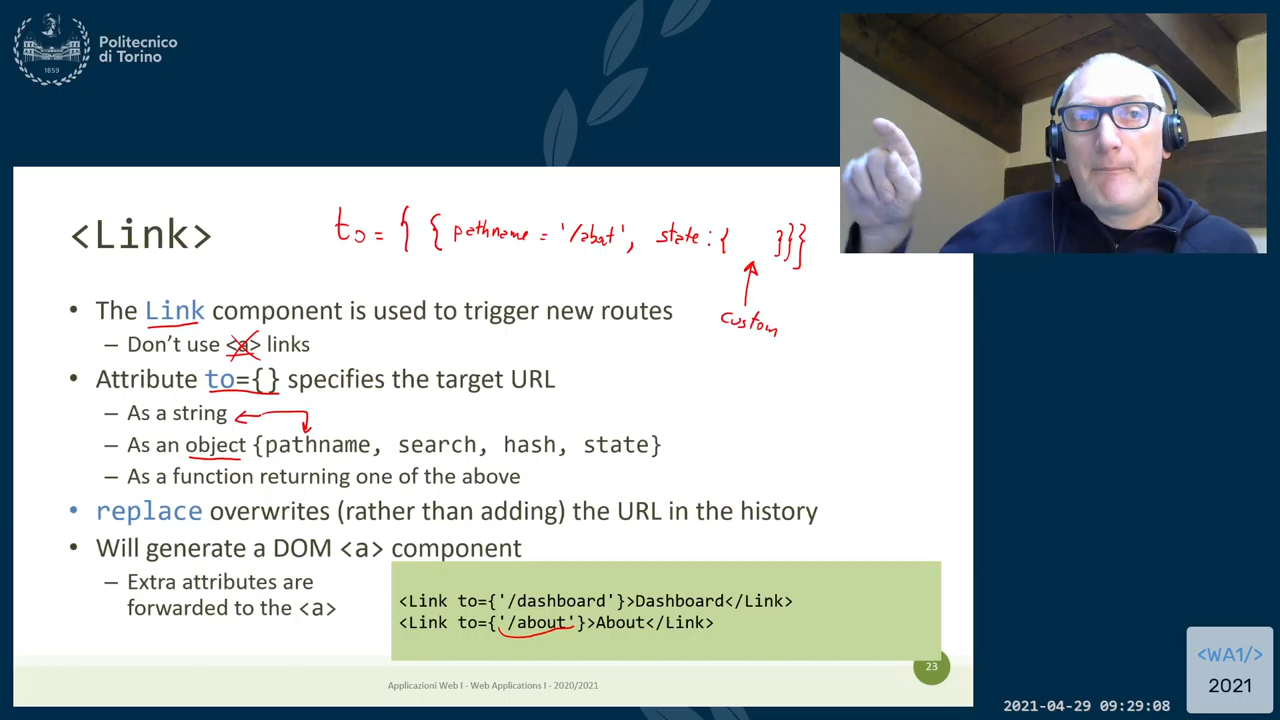 Politecnico
di Torino
1859
<Link>
to = { { pathname = '/abot', state: { }}}
custom
• The Link component is used to trigger new routes
– Don't use <a> links
• Attribute to={} specifies the target URL
– As a string
– As an object {pathname, search, hash, state}
– As a function returning one of the above
• replace overwrites (rather than adding) the URL in the history
• Will generate a DOM <a> component
– Extra attributes are
forwarded to the <a>
<Link to={'/dashboard'}>Dashboard</Link>
<Link to={'/about'}>About</Link>
23
Applicazioni Web I - Web Applications I - 2020/2021
<WA1/>
2021
2021-04-29 09:29:08